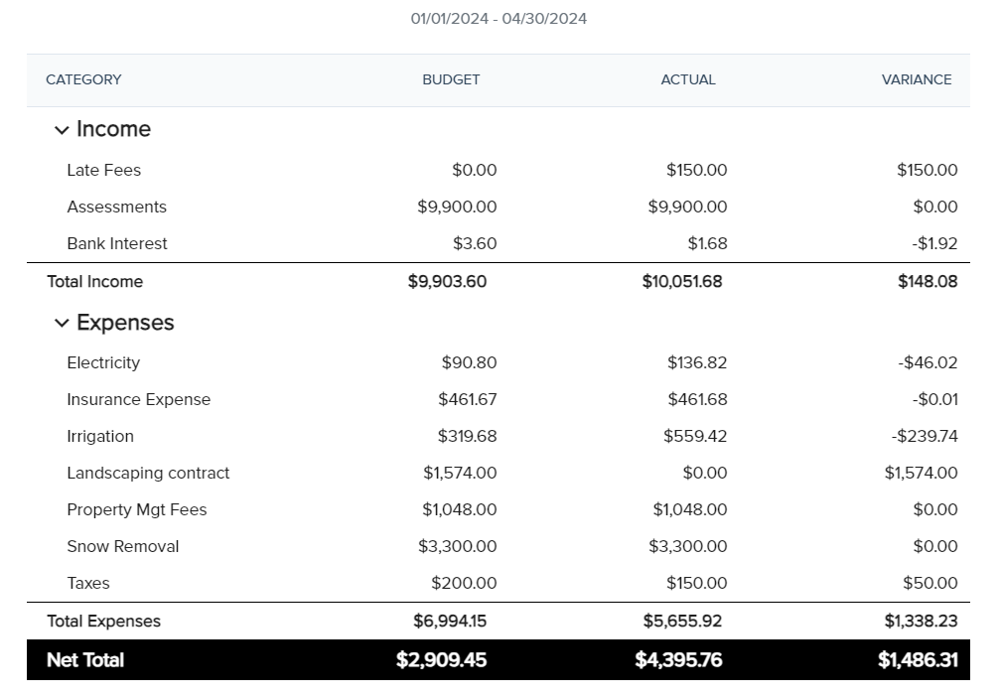 01/01/2024 - 04/30/2024
CATEGORY BUDGET ACTUAL VARIANCE
Income
Late Fees $0.00 $150.00 $150.00
Assessments $9,900.00 $9,900.00 $0.00
Bank Interest $3.60 $1.68 -$1.92
Total Income $9,903.60 $10,051.68 $148.08
Expenses
Electricity $90.80 $136.82 -$46.02
Insurance Expense $461.67 $461.68 -$0.01
Irrigation $319.68 $559.42 -$239.74
Landscaping contract $1,574.00 $0.00 $1,574.00
Property Mgt Fees $1,048.00 $1,048.00 $0.00
Snow Removal $3,300.00 $3,300.00 $0.00
Taxes $200.00 $150.00 $50.00
Total Expenses $6,994.15 $5,655.92 $1,338.23
Net Total $2,909.45 $4,395.76 $1,486.31